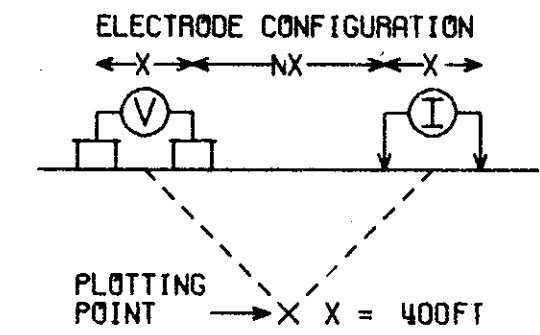 ELECTRODE CONFIGURATION
X NX X
V I
PLOTTING
POINT X X = 400FT